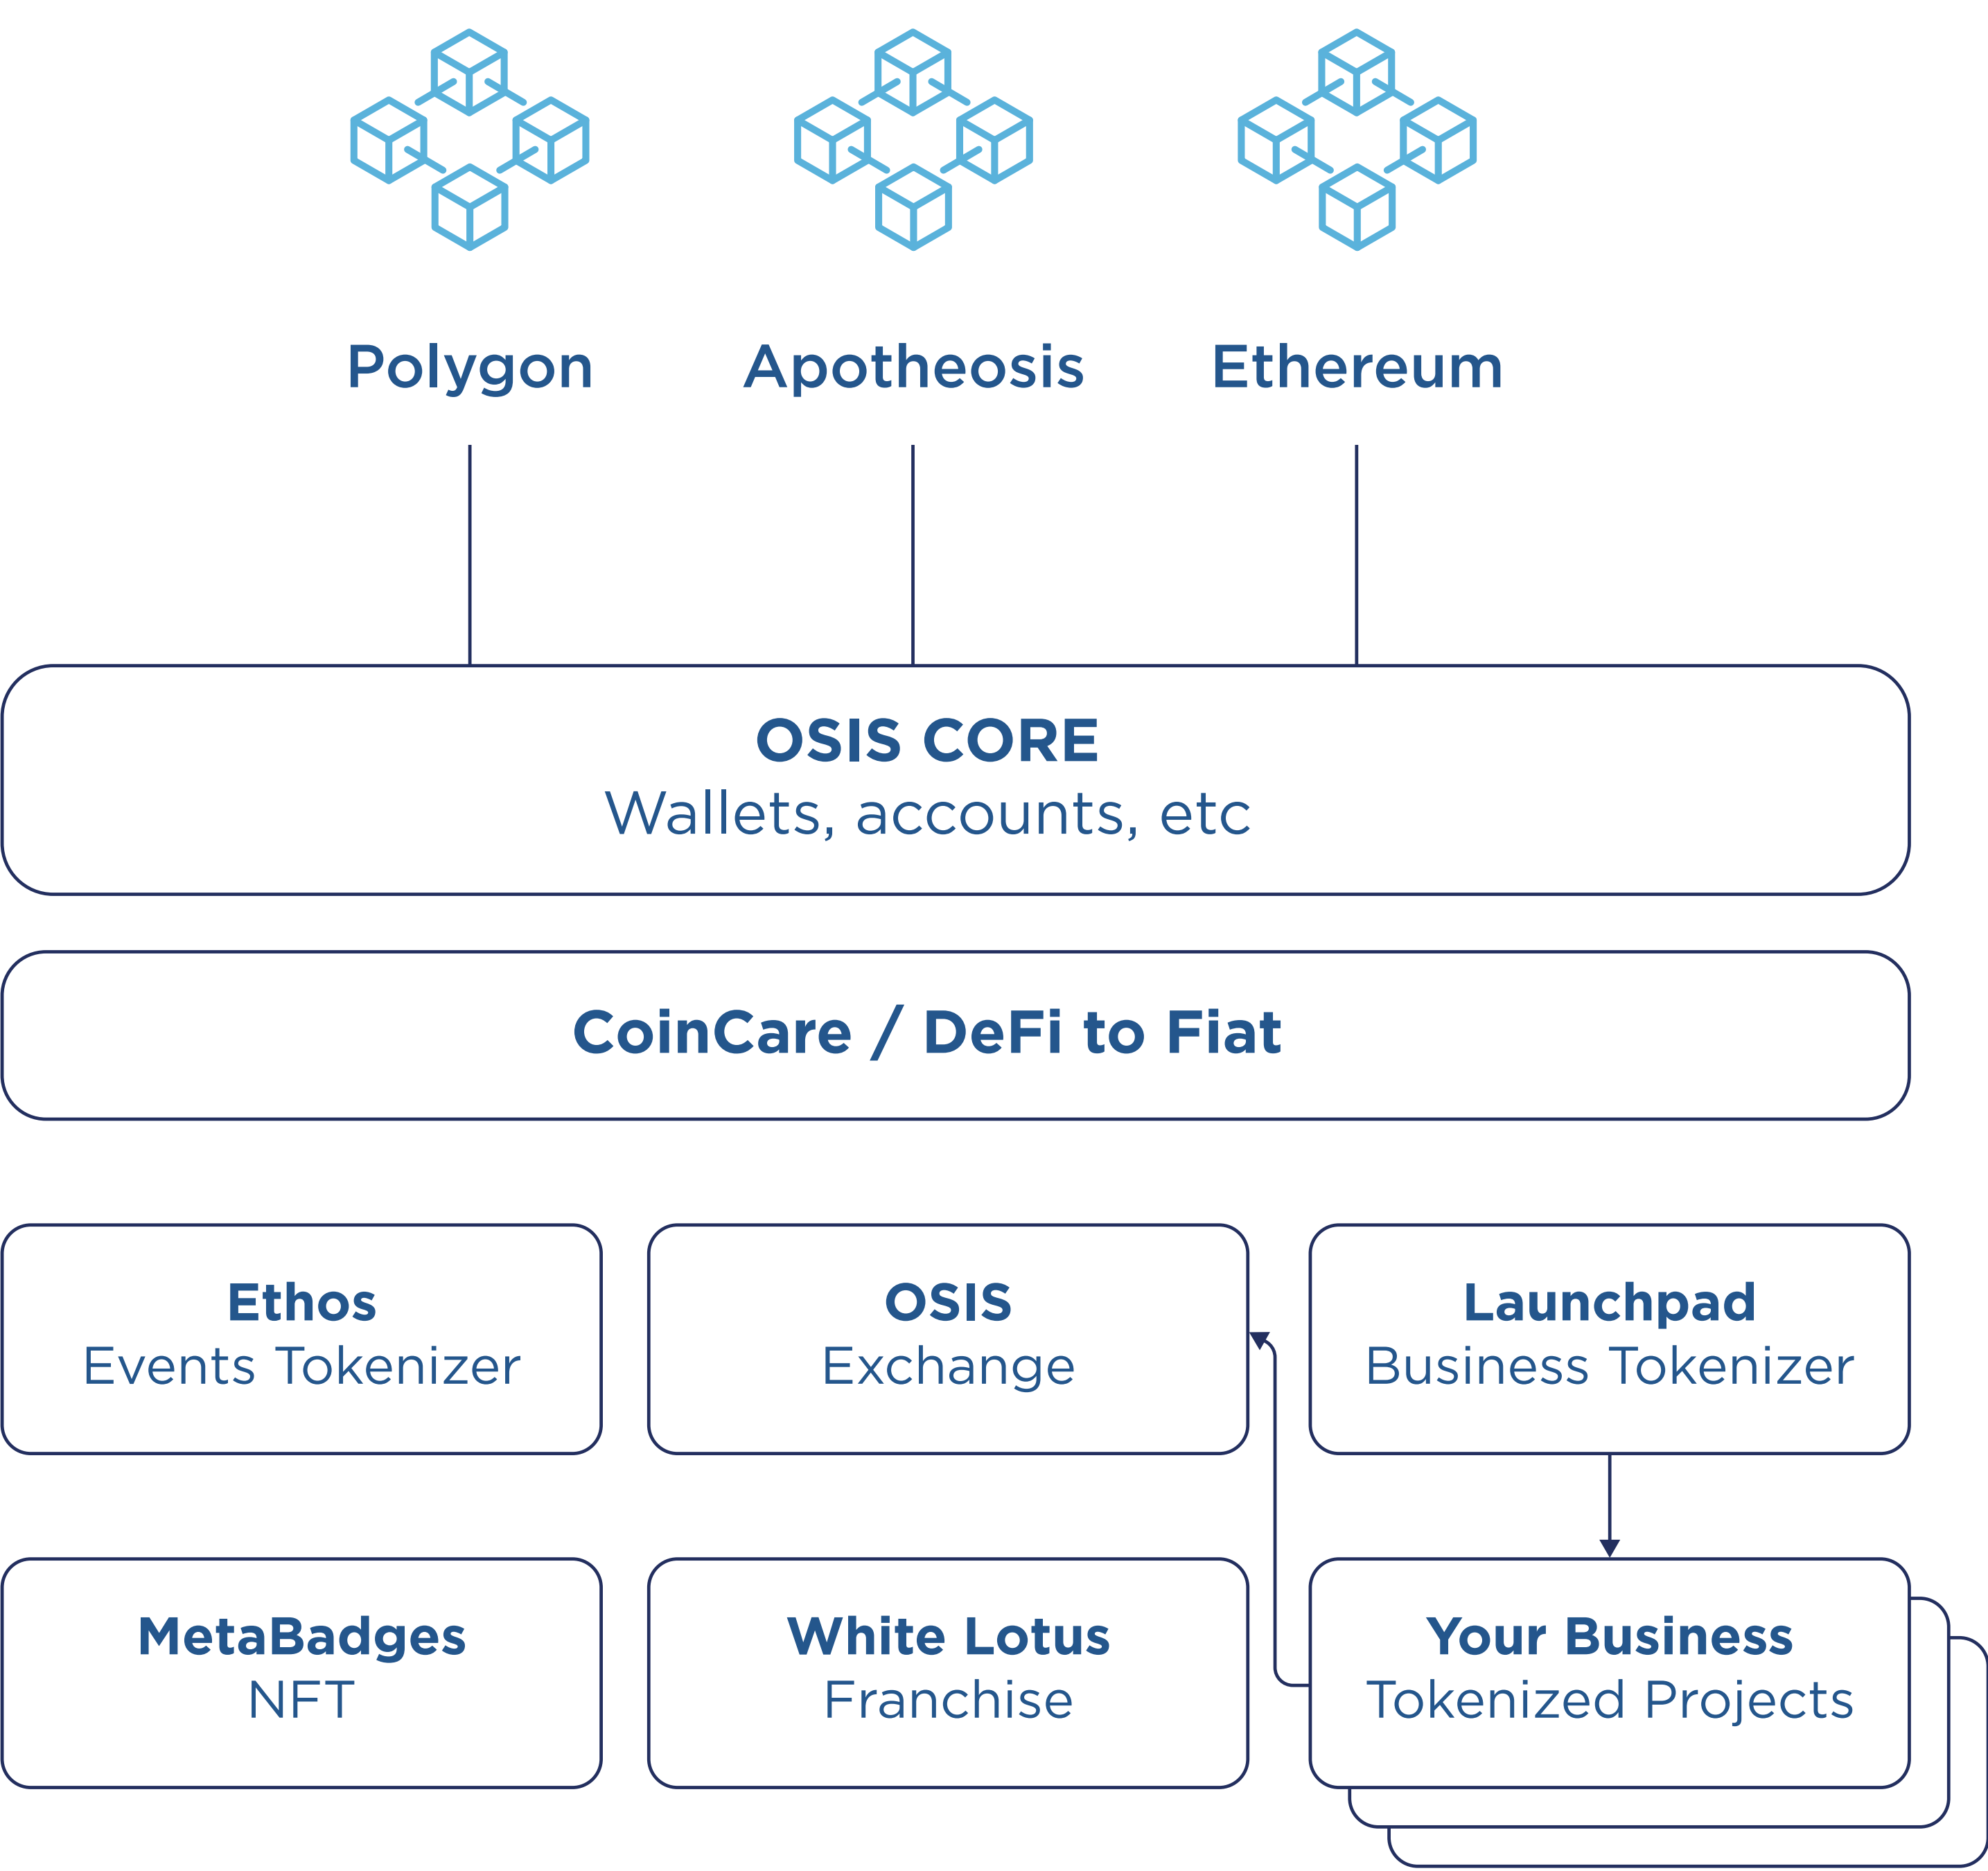 Polygon
Apotheosis
Ethereum
OSIS CORE
Wallets, accounts, etc
CoinCare / DeFi to Fiat
Ethos
Events Tokenizer
OSIS
Exchange
Launchpad
Business Tokenizer
MetaBadges
NFT
White Lotus
Franchise
Your Business
Tokenized Projects